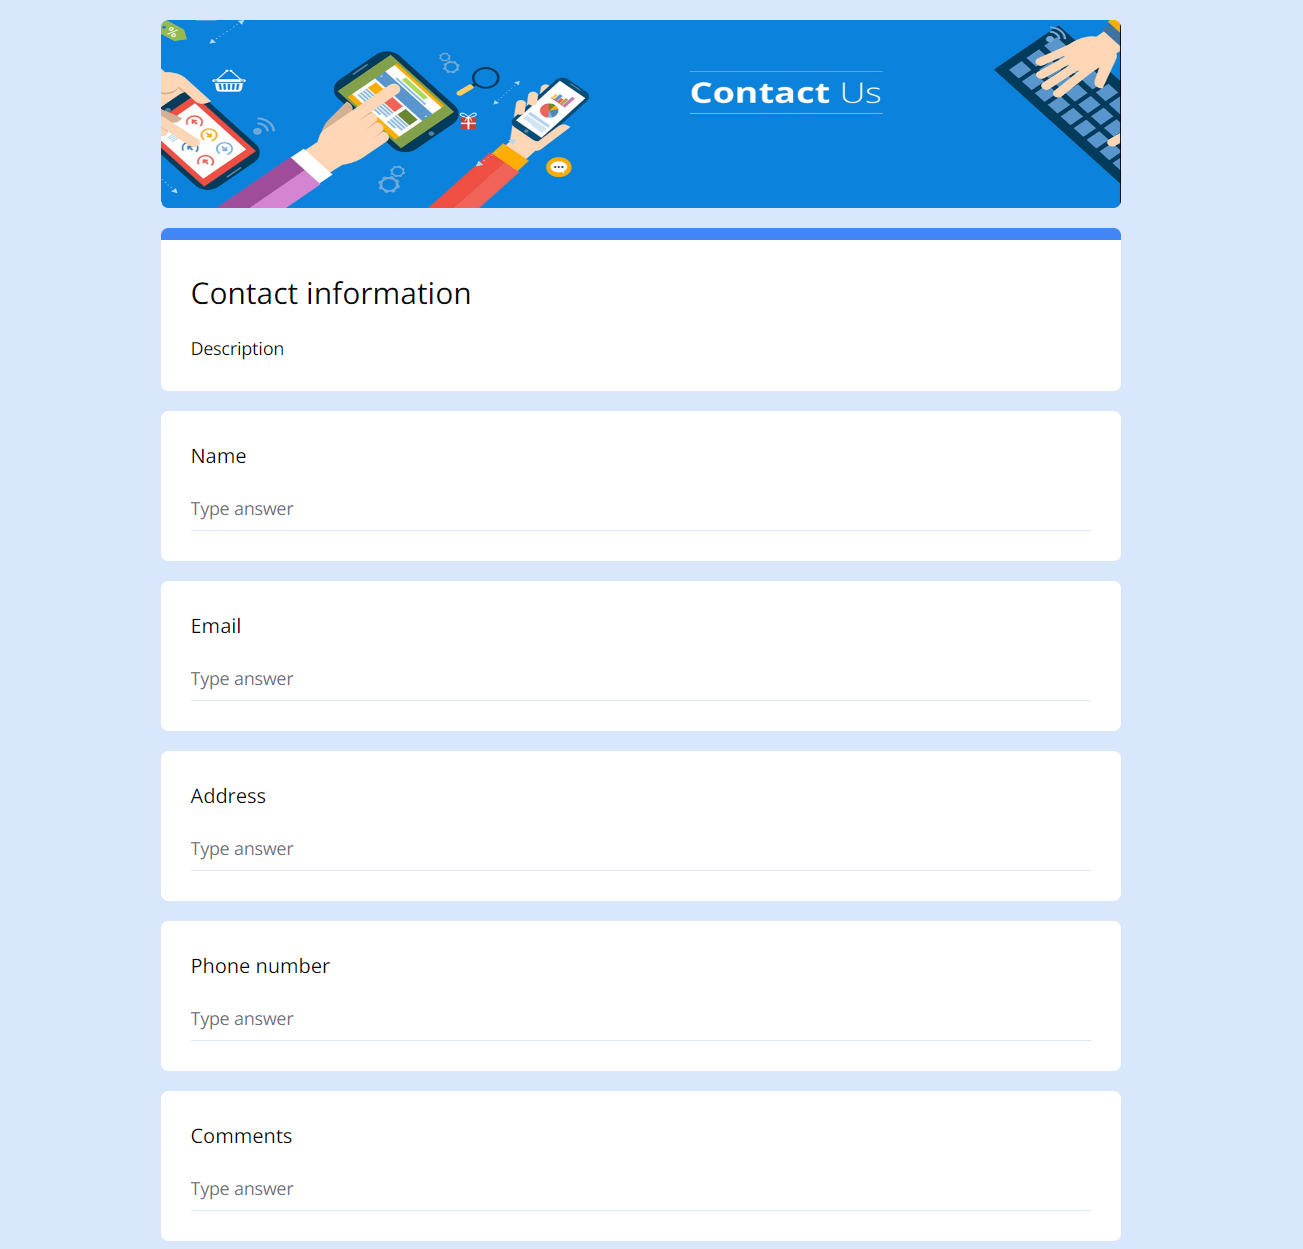 %
Contact Us
Contact information
Description
Name
Type answer
Email
Type answer
Address
Type answer
Phone number
Type answer
Comments
Type answer